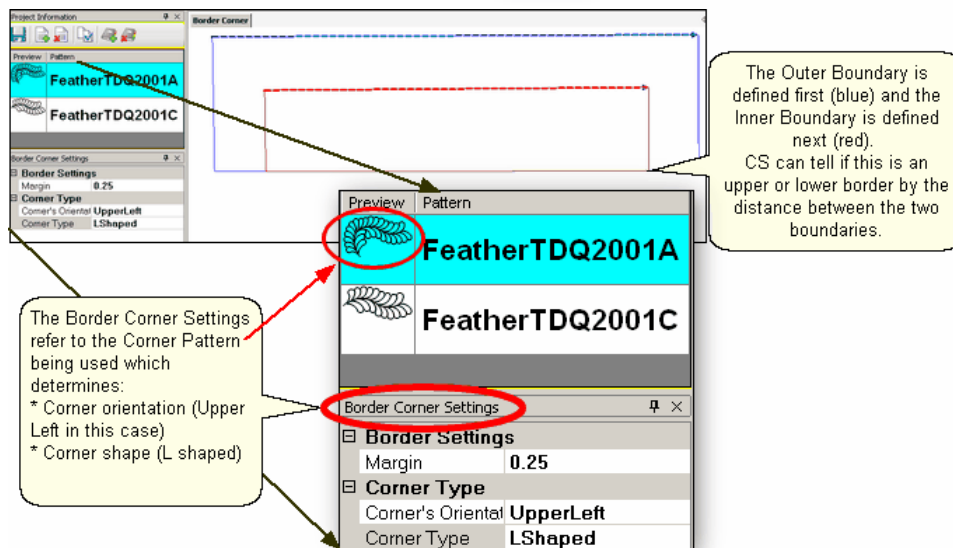 Project Information
Border Corner
Preview Pattern
FeatherTDQ2001A
FeatherTDQ2001C
Border Corner Settings
Border Settings
Margin 0.25
Corner Type
Corner's Orientat UpperLeft
Corner Type LShaped
The Outer Boundary is
defined first (blue) and the
Inner Boundary is defined
next (red).
CS can tell if this is an
upper or lower border by the
distance between the two
boundaries.
Preview Pattern
FeatherTDQ2001A
FeatherTDQ2001C
Border Corner Settings
Border Settings
Margin 0.25
Corner Type
Corner's Orientat UpperLeft
Corner Type LShaped
The Border Corner Settings
refer to the Corner Pattern
being used which
determines:
* Corner orientation (Upper
Left in this case)
* Corner shape (L shaped)